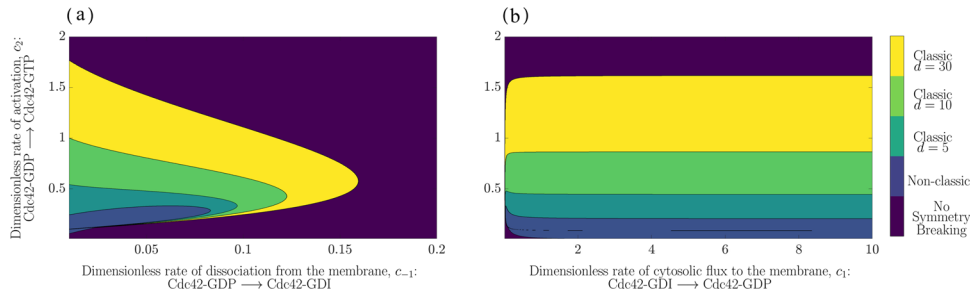 (a)
Dimensionless rate of activation, c₂:
Cdc42-GDP ⟶ Cdc42-GTP
2
1.5
1
0.5
0.05
0.1
0.15
0.2
Dimensionless rate of dissociation from the membrane, c₋₁:
Cdc42-GDP ⟶ Cdc42-GDI
(b)
2
1.5
1
0.5
2
4
6
8
10
Dimensionless rate of cytosolic flux to the membrane, c₁:
Cdc42-GDI ⟶ Cdc42-GDP
Classic
d = 30
Classic
d = 10
Classic
d = 5
Non-classic
No
Symmetry
Breaking